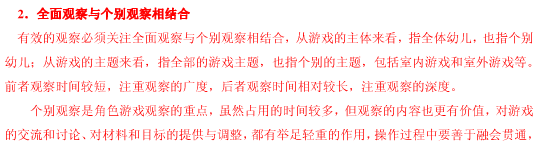 2．全面观察与个别观察相结合
有效的观察必须关注全面观察与个别观察相结合，从游戏的主体来看，指全体幼儿，也指个别
幼儿；从游戏的主题来看，指全部的游戏主题，也指个别的主题，包括室内游戏和室外游戏等。
前者观察时间较短，注重观察的广度，后者观察时间相对较长，注重观察的深度。
个别观察是角色游戏观察的重点，虽然占用的时间较多，但观察的内容也更有价值，对游戏
的交流和讨论、对材料和目标的提供与调整，都有举足轻重的作用，操作过程中要善于融会贯通，